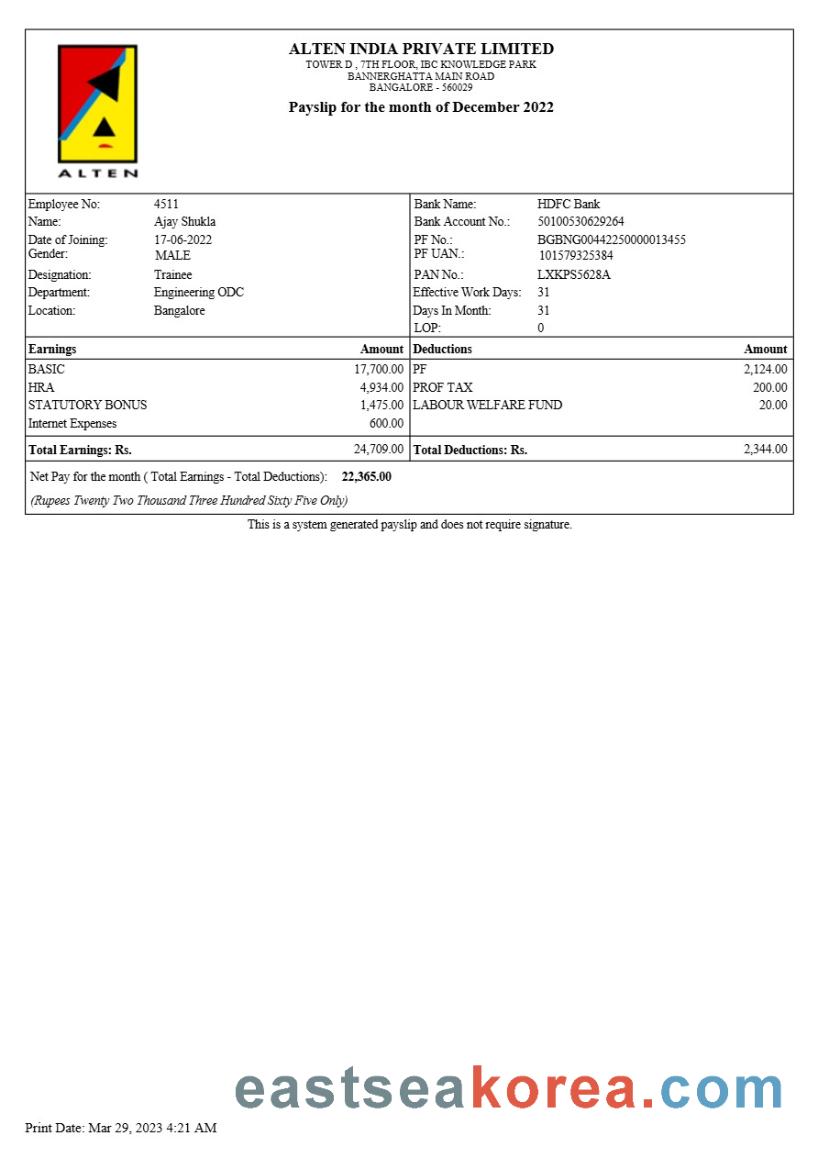 ALTEN
ALTEN INDIA PRIVATE LIMITED
TOWER D , 7TH FLOOR, IBC KNOWLEDGE PARK
BANNERGHATTA MAIN ROAD
BANGALORE - 560029
Payslip for the month of December 2022
Employee No: 4511 Bank Name: HDFC Bank
Name: Ajay Shukla Bank Account No.: 50100530629264
Date of Joining: 17-06-2022 PF No.: BGBNG00442250000013455
Gender: MALE PF UAN.: 101579325384
Designation: Trainee PAN No.: LXKPS5628A
Department: Engineering ODC Effective Work Days: 31
Location: Bangalore Days In Month: 31
LOP: 0
Earnings Amount Deductions Amount
BASIC 17,700.00 PF 2,124.00
HRA 4,934.00 PROF TAX 200.00
STATUTORY BONUS 1,475.00 LABOUR WELFARE FUND 20.00
Internet Expenses 600.00
Total Earnings: Rs. 24,709.00 Total Deductions: Rs. 2,344.00
Net Pay for the month ( Total Earnings - Total Deductions): 22,365.00
(Rupees Twenty Two Thousand Three Hundred Sixty Five Only)
This is a system generated payslip and does not require signature.
eastseakorea.com
Print Date: Mar 29, 2023 4:21 AM